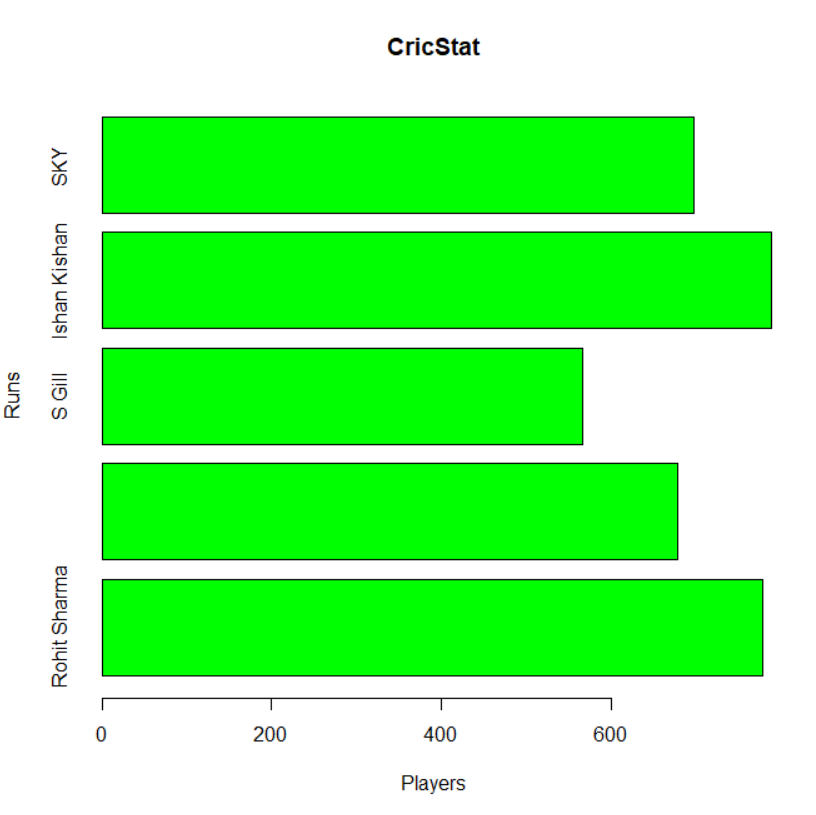 CricStat
SKY
Ishan Kishan
S Gill
Rohit Sharma
Runs
0 200 400 600
Players